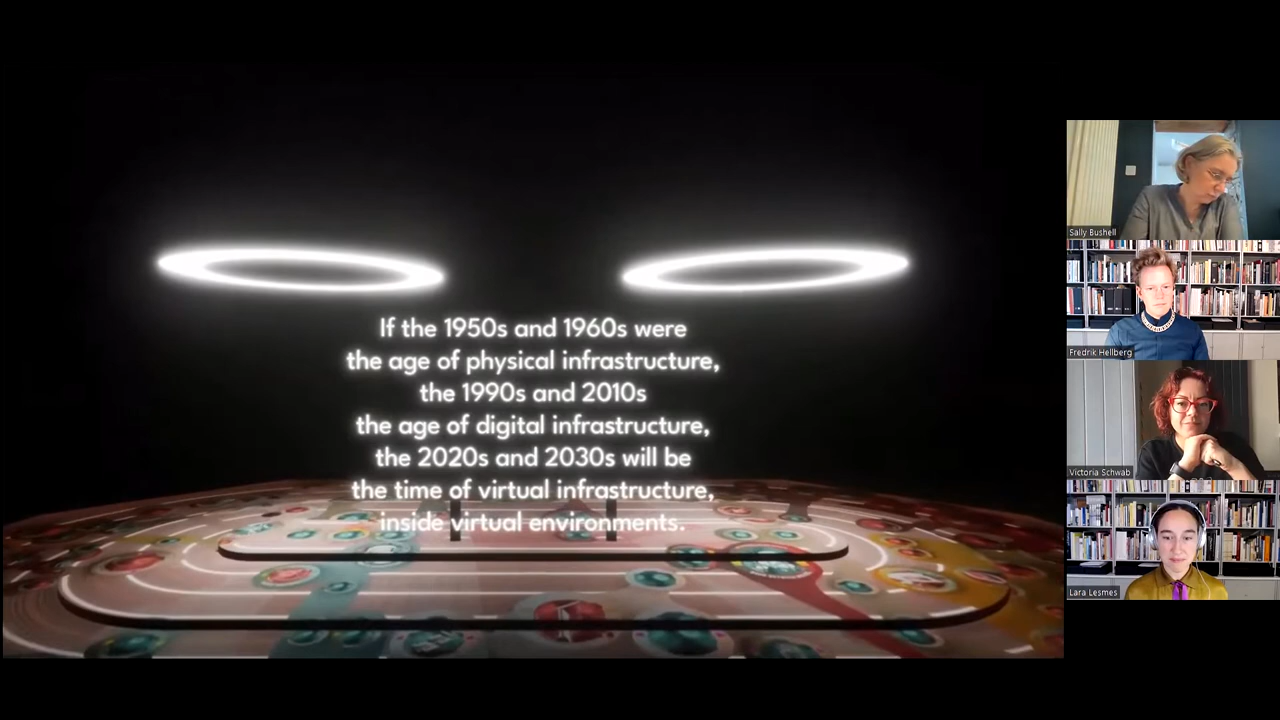 If the 1950s and 1960s were
the age of physical infrastructure,
the 1990s and 2010s
the age of digital infrastructure,
the 2020s and 2030s will be
the time of virtual infrastructure,
inside virtual environments.
Sally Bushell
Fredrik Hellberg
Victoria Schwab
Lara Lesmes